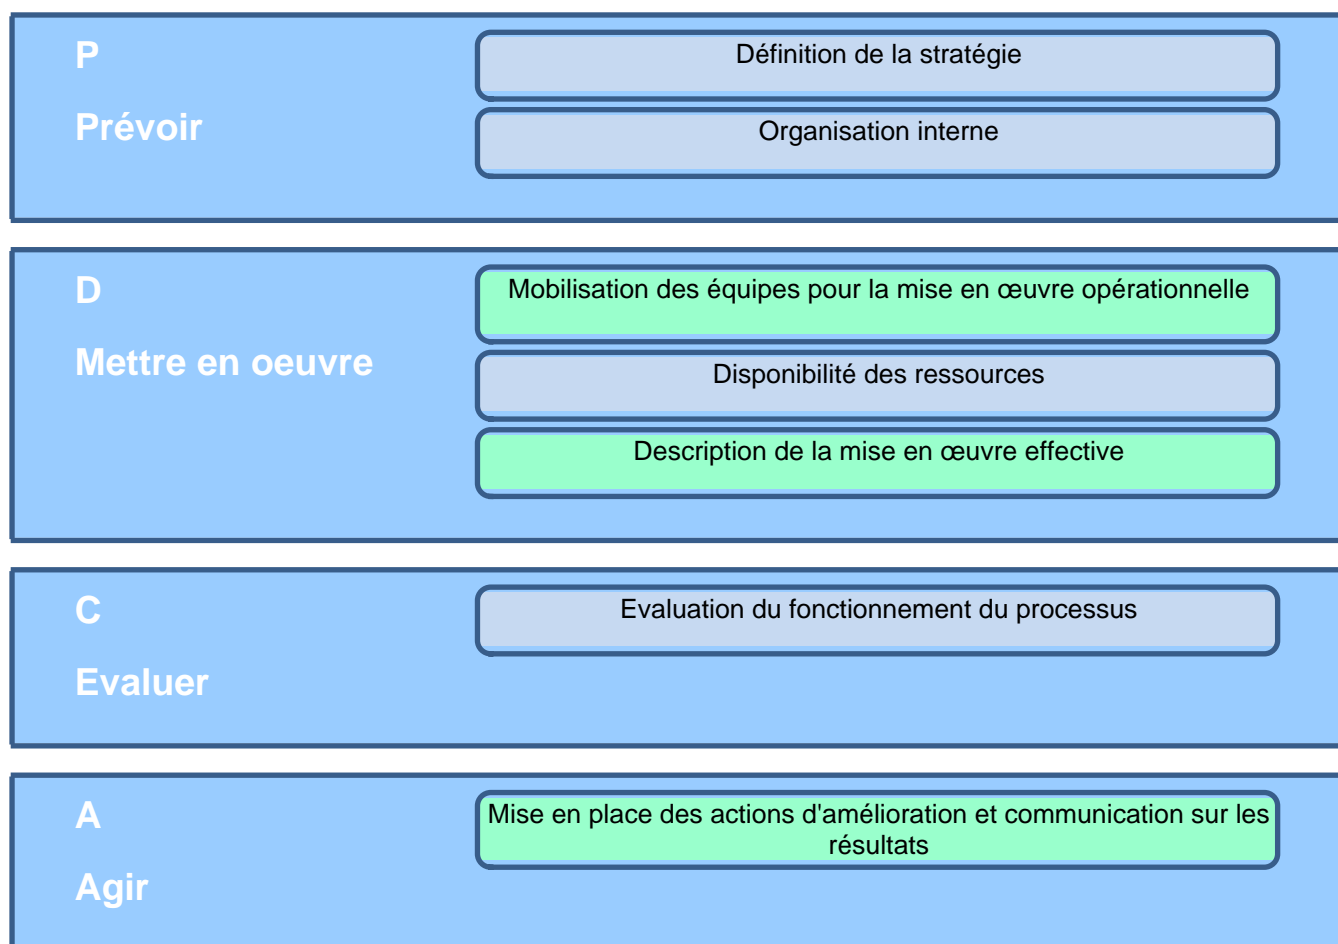 P
Définition de la stratégie
Prévoir
Organisation interne
D
Mobilisation des équipes pour la mise en œuvre opérationnelle
Mettre en oeuvre
Disponibilité des ressources
Description de la mise en œuvre effective
C
Evaluation du fonctionnement du processus
Evaluer
A
Mise en place des actions d'amélioration et communication sur les
résultats
Agir